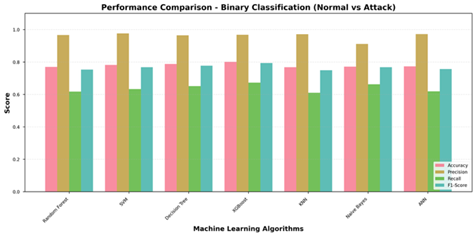 Performance Comparison - Binary Classification (Normal vs Attack)
1.0
0.8
0.6
0.4
0.2
0.0
Score
Random Forest
SVM
Decision Tree
XGBoost
KNN
Naive Bayes
ANN
Machine Learning Algorithms
Accuracy
Precision
Recall
F1-Score